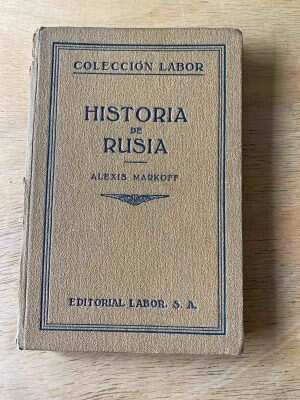 COLECCIÓN LABOR
HISTORIA
DE
RUSIA
ALEXIS MARKOFF
EDITORIAL LABOR, S. A.